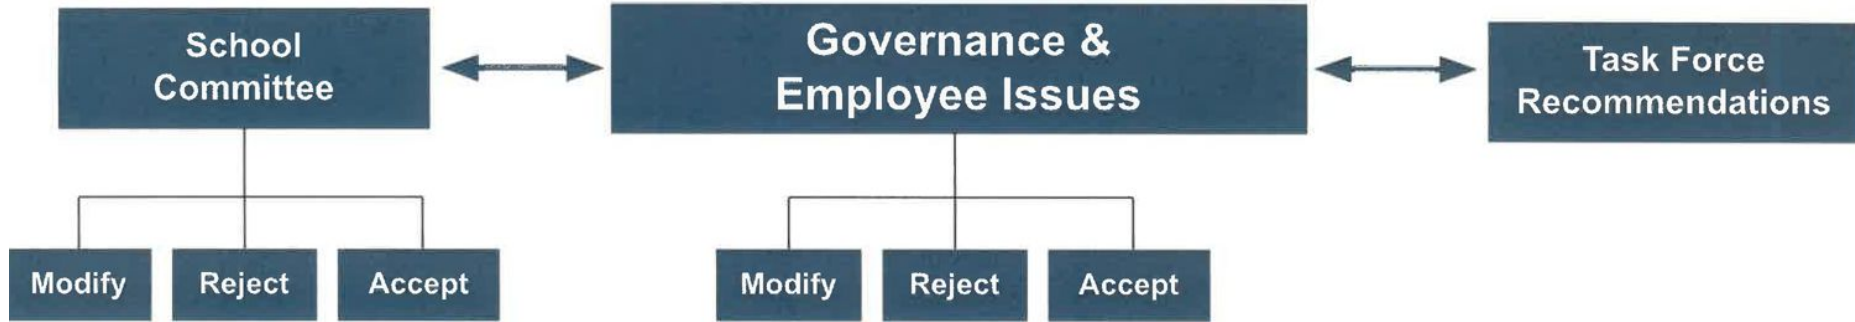 School
Committee
Governance &
Employee Issues
Task Force
Recommendations
Modify
Reject
Accept
Modify
Reject
Accept